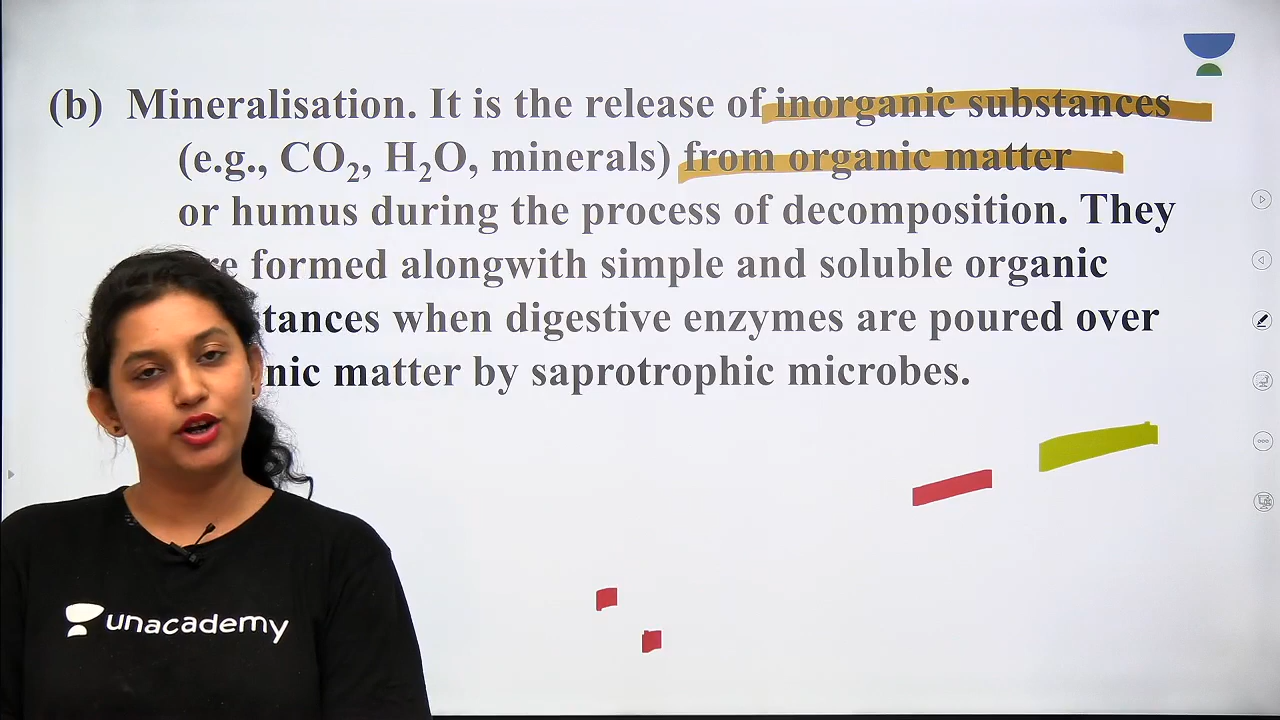 (b) Mineralisation. It is the release of inorganic substances
(e.g., CO₂, H₂O, minerals) from organic matter
or humus during the process of decomposition. They
re formed alongwith simple and soluble organic
tances when digestive enzymes are poured over
nic matter by saprotrophic microbes.
unacademy